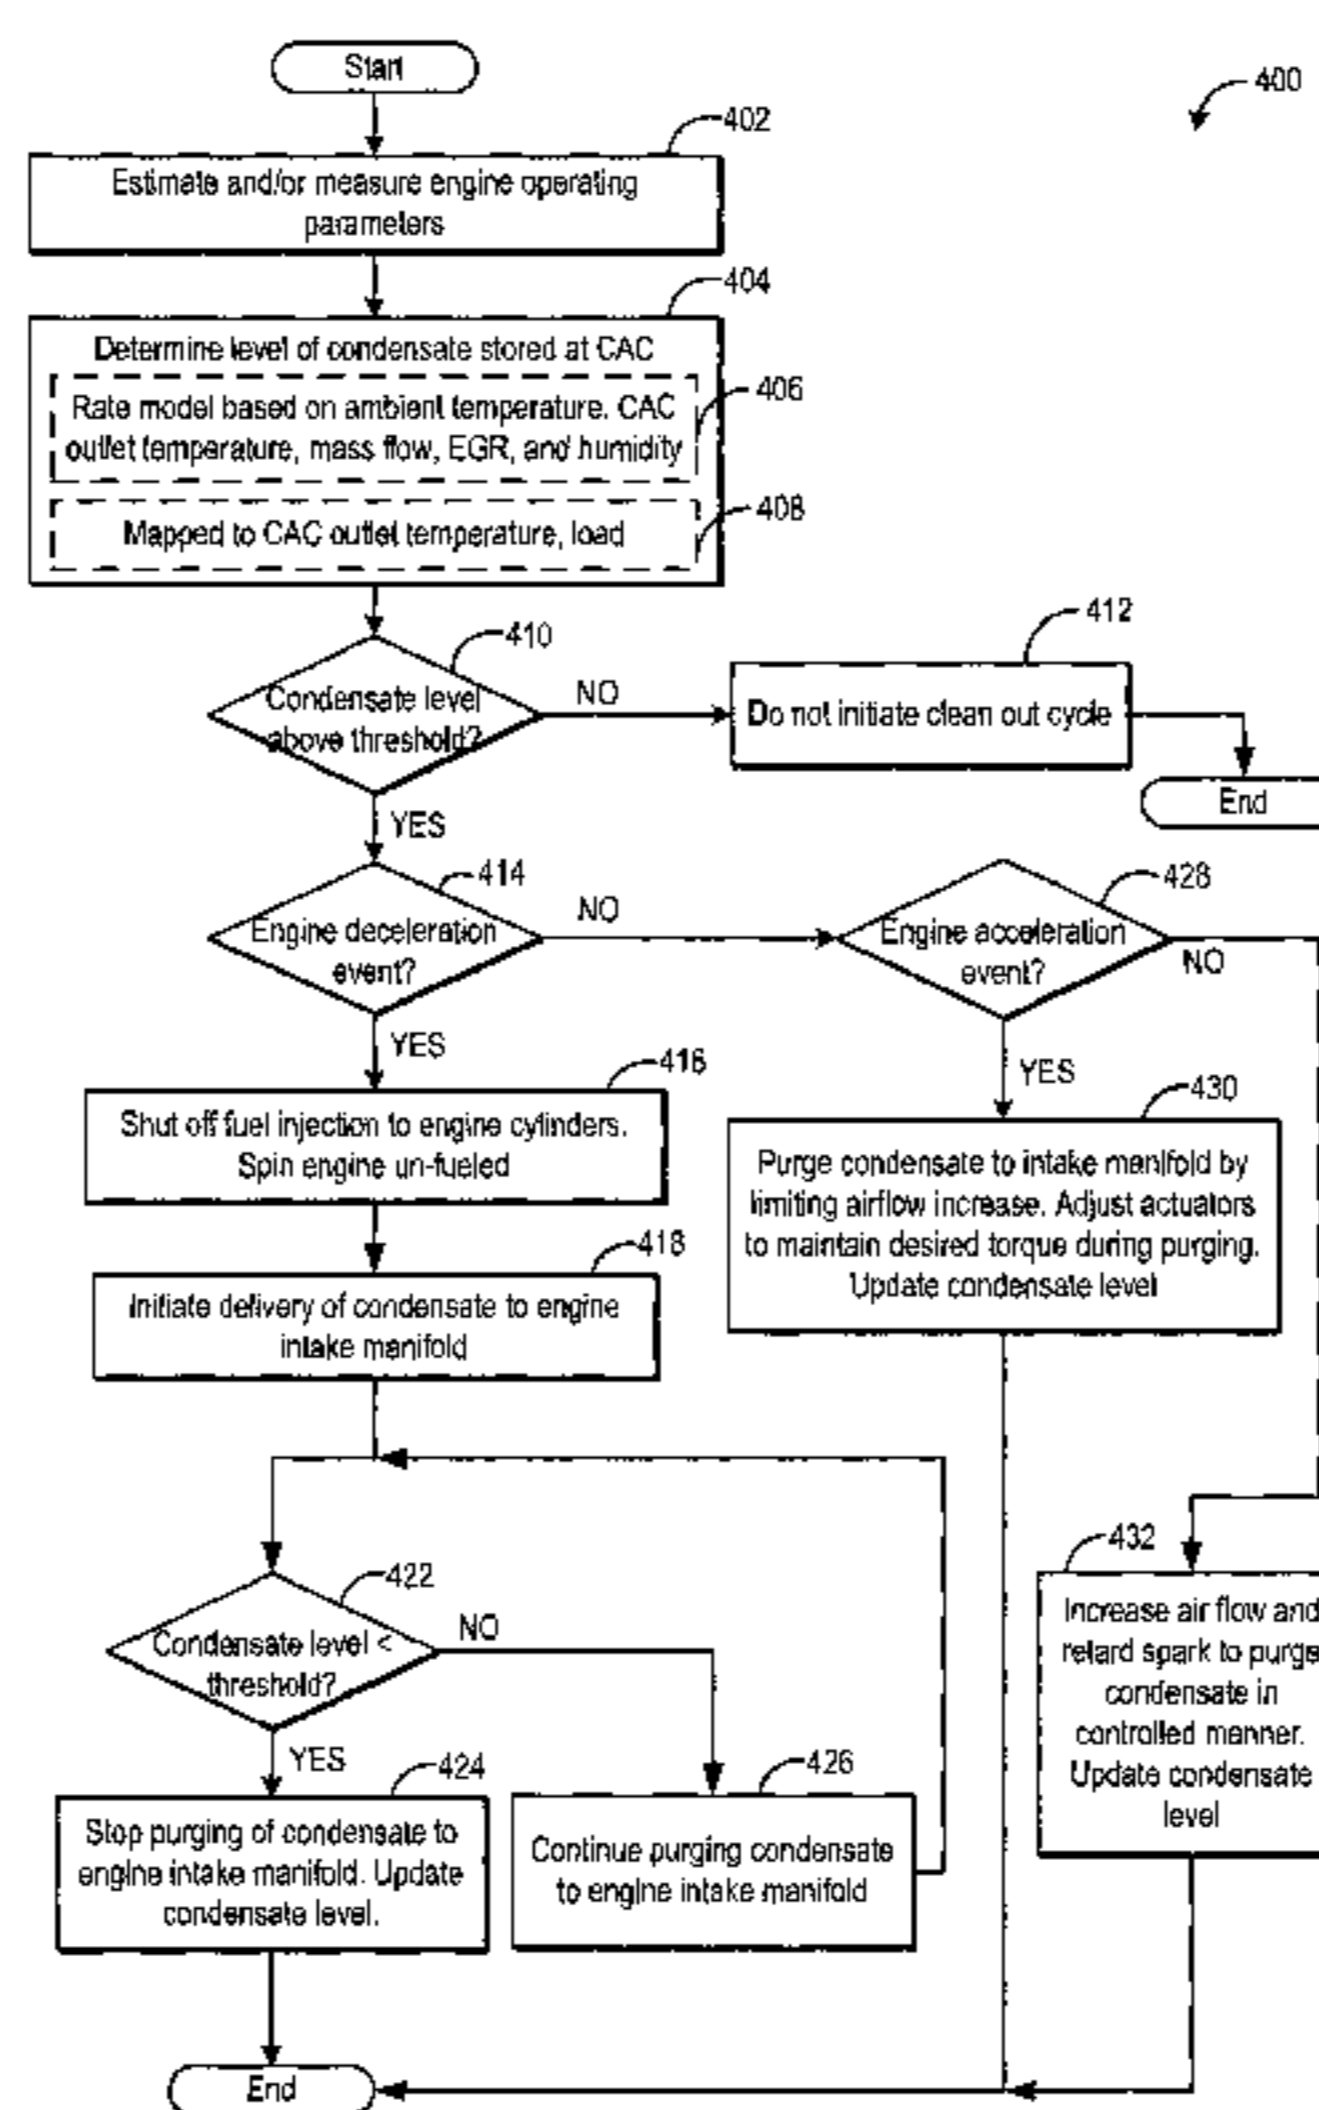 Start
400
402
Estimate and/or measure engine operating
parameters
404
Determine level of condensate stored at CAC
406
Rate model based on ambient temperature. CAC
outlet temperature, mass flow, EGR, and humidity
408
Mapped to CAC outlet temperature, load
410
Condensate level
above threshold?
NO
412
Do not initiate clean out cycle
End
YES
414
Engine deceleration
event?
NO
428
Engine acceleration
event?
NO
YES
416
Shut off fuel injection to engine cylinders.
Spin engine un-fueled
YES
430
Purge condensate to intake manifold by
limiting airflow increase. Adjust actuators
to maintain desired torque during purging.
Update condensate level
418
Initiate delivery of condensate to engine
intake manifold
422
Condensate level <
threshold?
NO
YES
424
Stop purging of condensate to
engine intake manifold. Update
condensate level.
426
Continue purging condensate
to engine intake manifold
432
Increase air flow and
retard spark to purge
condensate in
controlled manner.
Update condensate
level
End